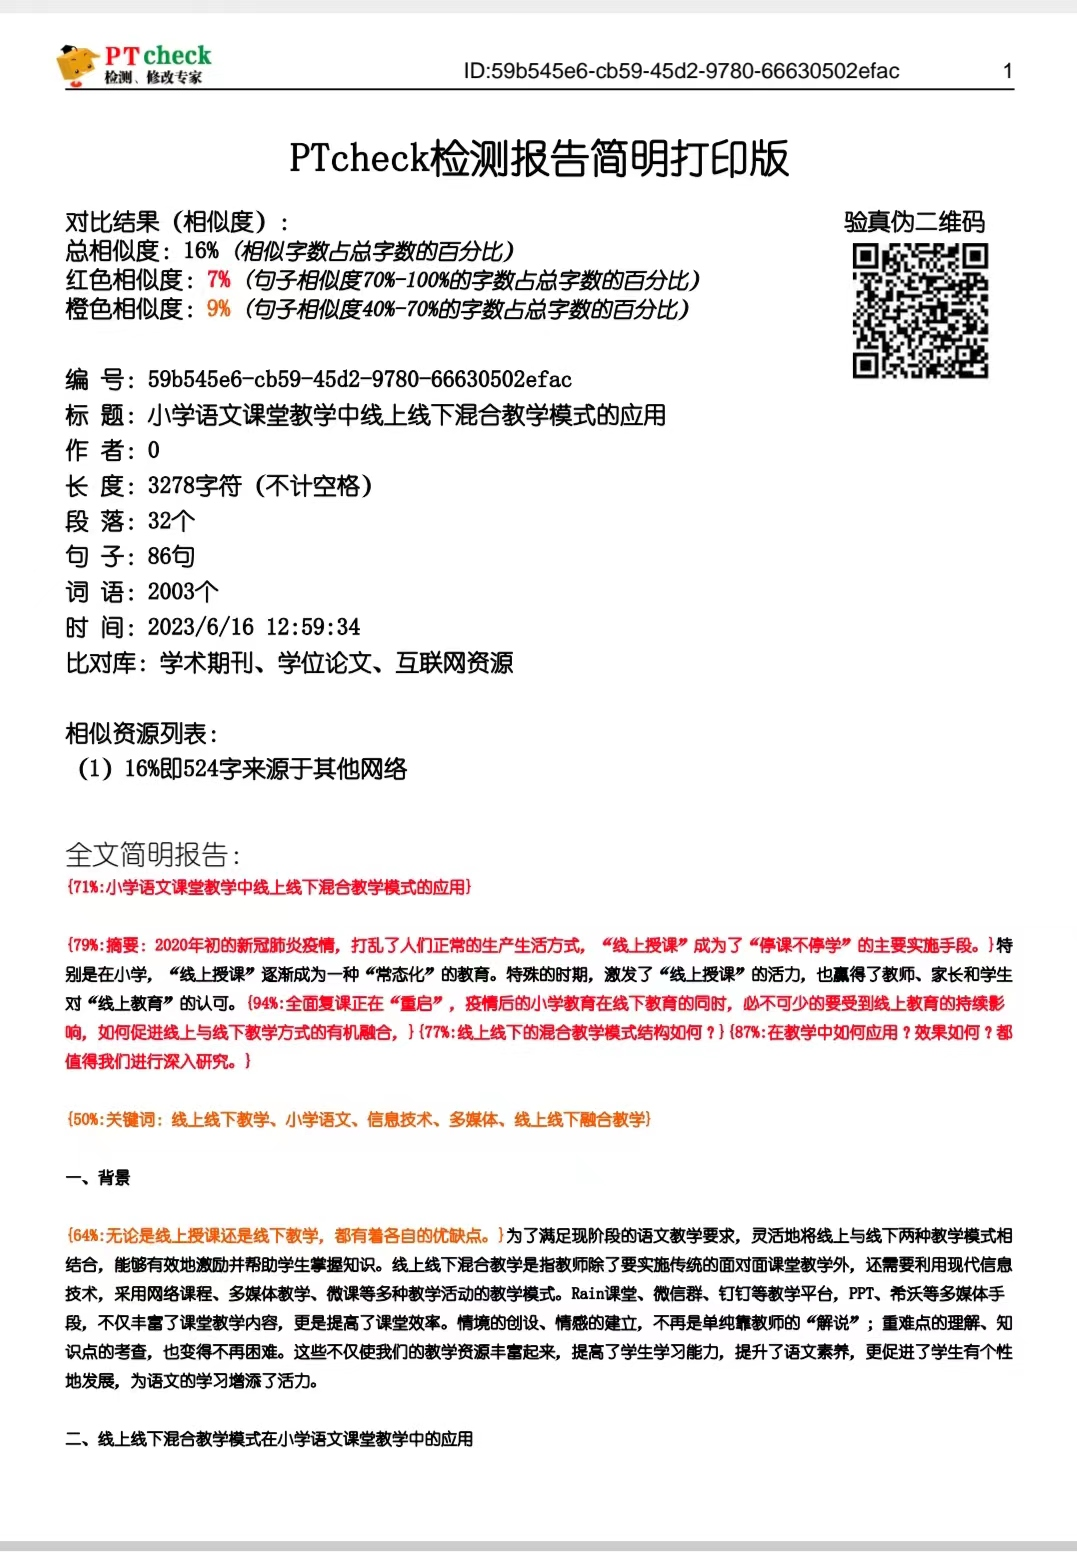 PTcheck
检测、修改专家
ID:59b545e6-cb59-45d2-9780-66630502efac 1
PTcheck检测报告简明打印版
对比结果（相似度）：
验真伪二维码
总相似度：16%（相似字数占总字数的百分比）
红色相似度：7%（句子相似度70%-100%的字数占总字数的百分比）
橙色相似度：9%（句子相似度40%-70%的字数占总字数的百分比）
编 号：59b545e6-cb59-45d2-9780-66630502efac
标 题：小学语文课堂教学中线上线下混合教学模式的应用
作 者：0
长 度：3278字符（不计空格）
段 落：32个
句 子：86句
词 语：2003个
时 间：2023/6/16 12:59:34
比对库：学术期刊、学位论文、互联网资源
相似资源列表：
（1）16%即524字来源于其他网络
全文简明报告：
{71%:小学语文课堂教学中线上线下混合教学模式的应用}
{79%:摘要：2020年初的新冠肺炎疫情，打乱了人们正常的生产生活方式，“线上授课”成为了“停课不停学”的主要实施手段。}特
别是在小学，“线上授课”逐渐成为一种“常态化”的教育。特殊的时期，激发了“线上授课”的活力，也赢得了教师、家长和学生
对“线上教育”的认可。{94%:全面复课正在“重启”，疫情后的小学教育在线下教育的同时，必不可少的要受到线上教育的持续影
响，如何促进线上与线下教学方式的有机融合，}{77%:线上线下的混合教学模式结构如何？}{87%:在教学中如何应用？效果如何？都
值得我们进行深入研究。}
{50%:关键词：线上线下教学、小学语文、信息技术、多媒体、线上线下融合教学}
一、背景
{64%:无论是线上授课还是线下教学，都有着各自的优缺点。}为了满足现阶段的语文教学要求，灵活地将线上与线下两种教学模式相
结合，能够有效地激励并帮助学生掌握知识。线上线下混合教学是指教师除了要实施传统的面对面课堂教学外，还需要利用现代信息
技术，采用网络课程、多媒体教学、微课等多种教学活动的教学模式。Rain课堂、微信群、钉钉等教学平台，PPT、希沃等多媒体手
段，不仅丰富了课堂教学内容，更是提高了课堂效率。情境的创设、情感的建立，不再是单纯靠教师的“解说”；重难点的理解、知
识点的考查，也变得不再困难。这些不仅使我们的教学资源丰富起来，提高了学生学习能力，提升了语文素养，更促进了学生有个性
地发展，为语文的学习增添了活力。
二、线上线下混合教学模式在小学语文课堂教学中的应用